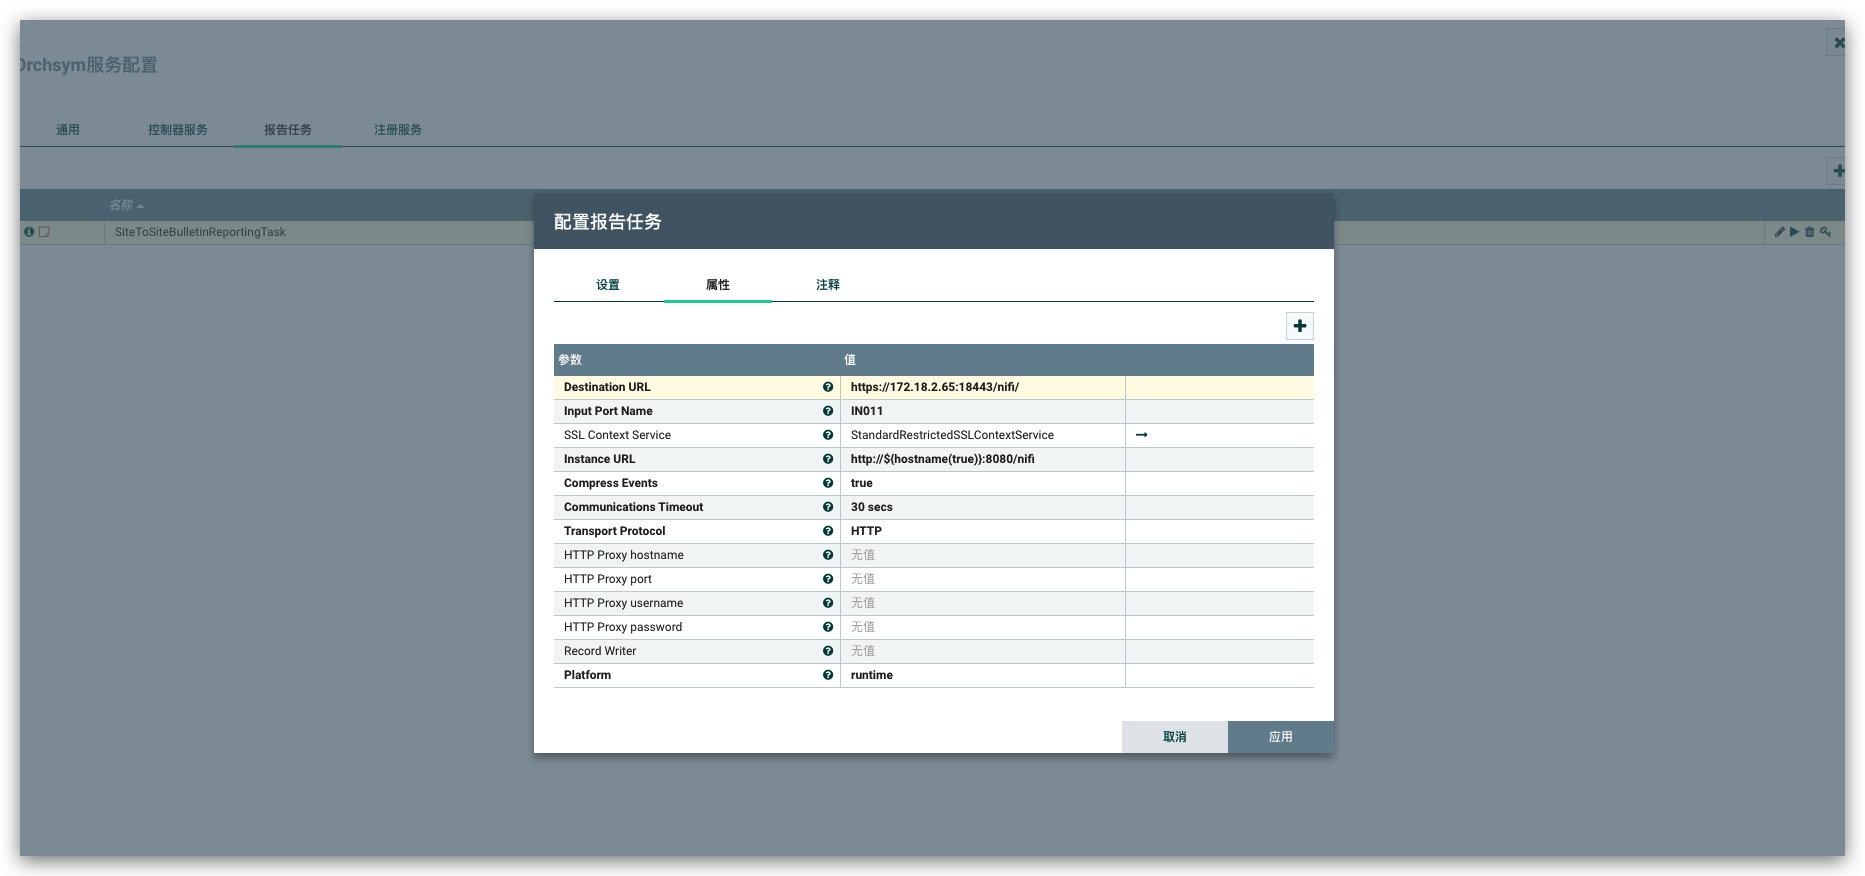 Orchsym服务配置
通用 控制器服务 报告任务 注册服务
名称
SiteToSiteBulletinReportingTask
配置报告任务
设置 属性 注释
参数 值
Destination URL https://172.18.2.65:18443/nifi/
Input Port Name IN011
SSL Context Service StandardRestrictedSSLContextService
Instance URL http://${hostname(true)}:8080/nifi
Compress Events true
Communications Timeout 30 secs
Transport Protocol HTTP
HTTP Proxy hostname 无值
HTTP Proxy port 无值
HTTP Proxy username 无值
HTTP Proxy password 无值
Record Writer 无值
Platform runtime
取消 应用